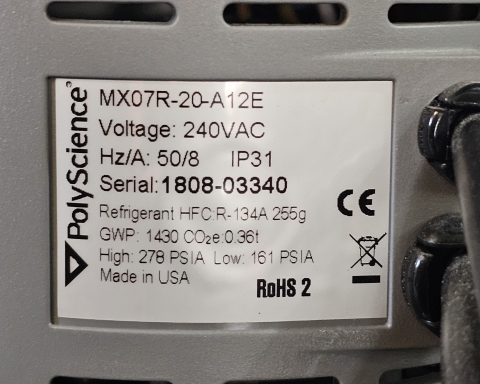 PolyScience®
MX07R-20-A12E
Voltage: 240VAC
Hz/A: 50/8 IP31
Serial:1808-03340
Refrigerant HFC:R-134A 255g
GWP: 1430 CO₂e:0.36t
High: 278 PSIA Low: 161 PSIA
Made in USA
CE
RoHS 2